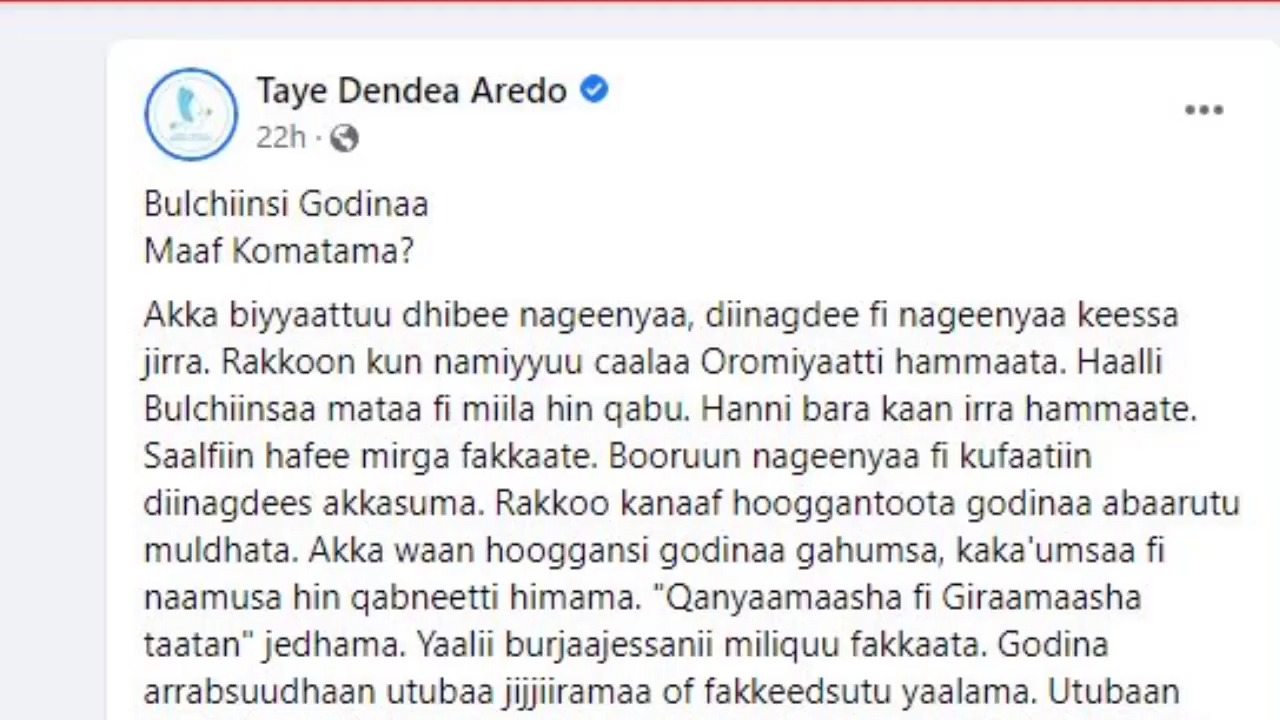 Taye Dendea Aredo
22h ·
Bulchiinsi Godinaa
Maaf Komatama?
Akka biyyaattuu dhibee nageenyaa, diinagdee fi nageenyaa keessa
jirra. Rakkoon kun namiyyuu caalaa Oromiyaatti hammaata. Haalli
Bulchiinsaa mataa fi miila hin qabu. Hanni bara kaan irra hammaate.
Saalfiin hafee mirga fakkaate. Booruun nageenyaa fi kufaatiin
diinagdees akkasuma. Rakkoo kanaaf hooggantoota godinaa abaarutu
muldhata. Akka waan hooggansi godinaa gahumsa, kaka'umsaa fi
naamusa hin qabneetti himama. "Qanyaamaasha fi Giraamaasha
taatan" jedhama. Yaalii burjaajessanii miliquu fakkaata. Godina
arrabsuudhaan utubaa jijjiiramaa of fakkeedsutu yaalama. Utubaan